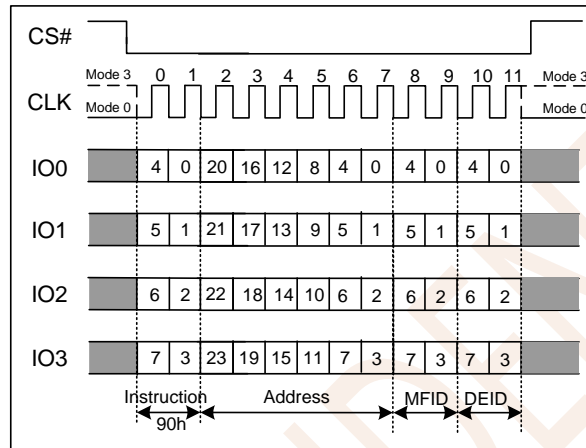 CS#
Mode 3 0 1 2 3 4 5 6 7 8 9 10 11 Mode 3
CLK
Mode 0 Mode 0
IO0 4 0 20 16 12 8 4 0 4 0 4 0
IO1 5 1 21 17 13 9 5 1 5 1 5 1
IO2 6 2 22 18 14 10 6 2 6 2 6 2
IO3 7 3 23 19 15 11 7 3 7 3 7 3
Instruction Address MFID DEID
90h